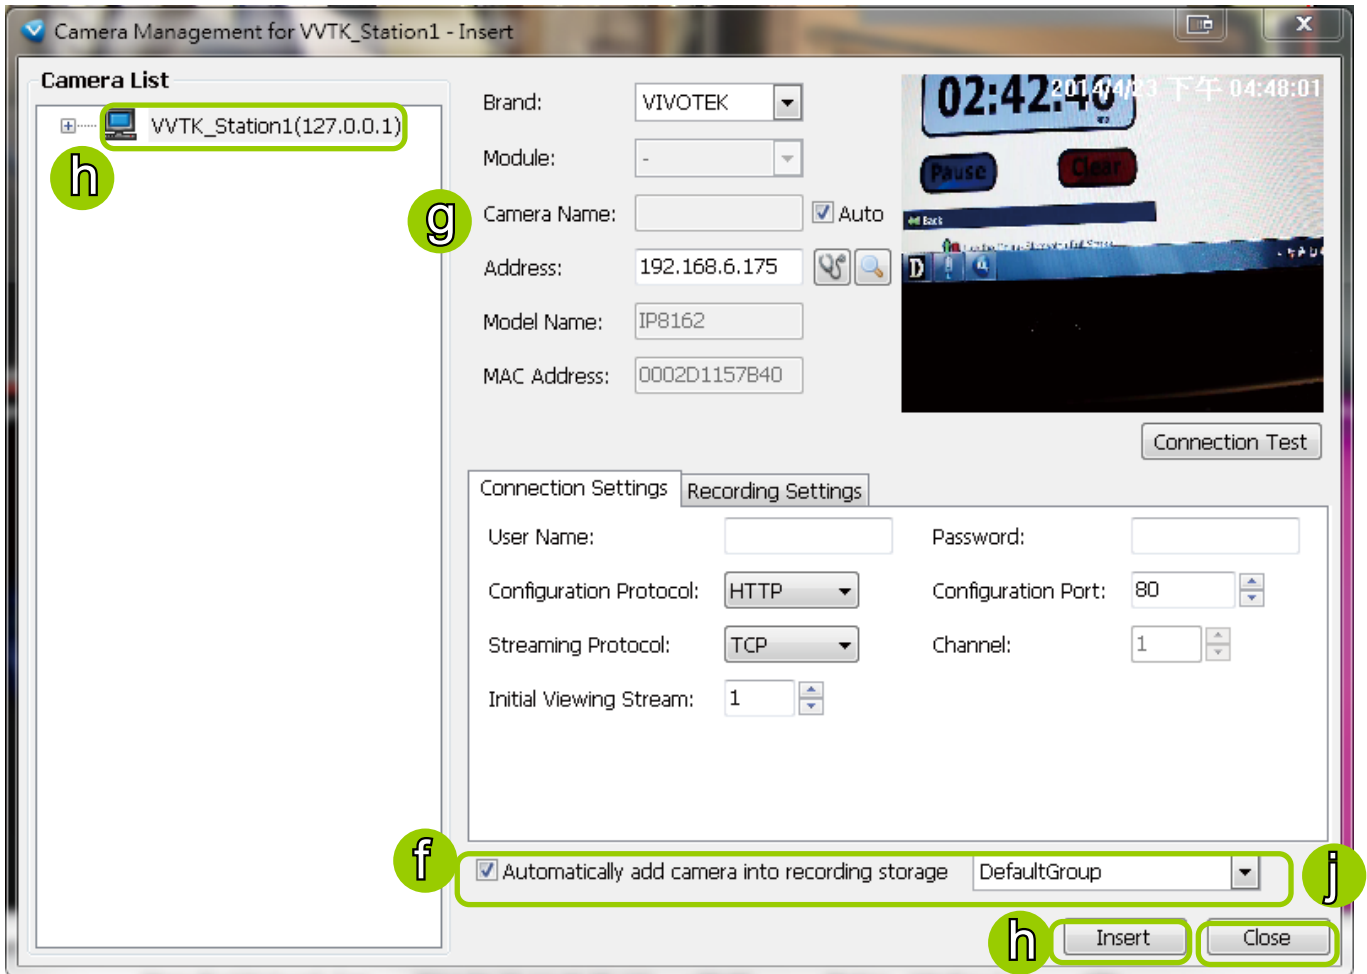 Camera Management for VVTK_Station1 - Insert
X
Camera List
VVTK_Station1(127.0.0.1)
h
g
Brand:
VIVOTEK
Module:
-
Camera Name:
Auto
Address:
192.168.6.175
Model Name:
IP8162
MAC Address:
0002D1157B40
02:42:46
2014/4/23 下午 04:48:01
Pause
Clear
Back
D
Connection Test
Connection Settings
Recording Settings
User Name:
Password:
Configuration Protocol:
HTTP
Configuration Port:
80
Streaming Protocol:
TCP
Channel:
1
Initial Viewing Stream:
1
f
Automatically add camera into recording storage
DefaultGroup
j
h
Insert
Close